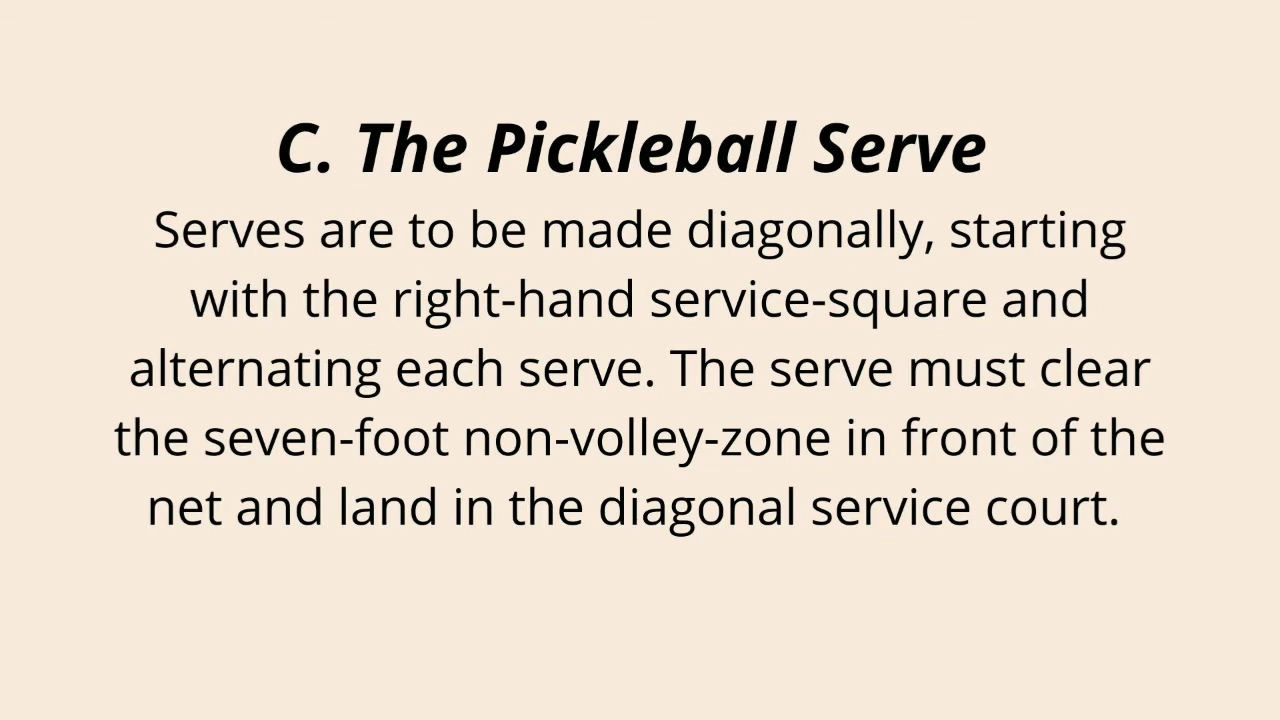 C. The Pickleball Serve
Serves are to be made diagonally, starting
with the right-hand service-square and
alternating each serve. The serve must clear
the seven-foot non-volley-zone in front of the
net and land in the diagonal service court.